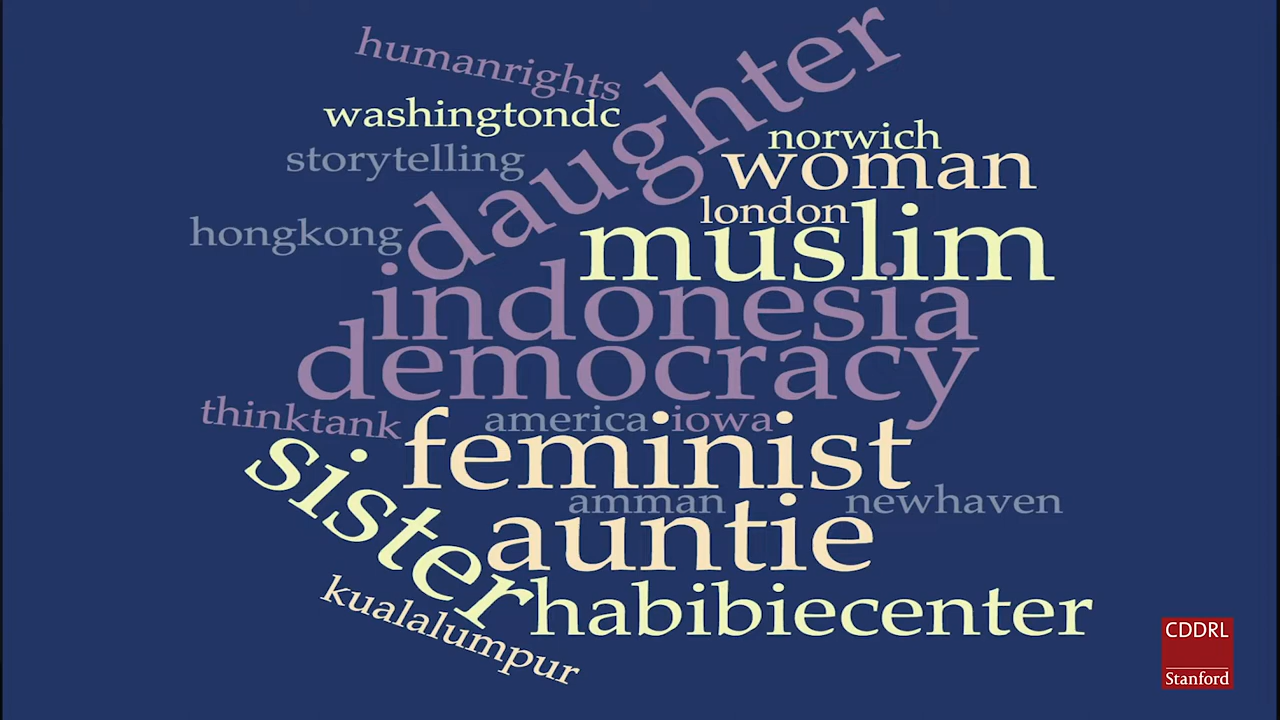 humanrights
daughter
washingtondc
norwich
storytelling
woman
london
hongkong
muslim
indonesia
democracy
thinktank
america
iowa
feminist
sister
amman
newhaven
auntie
kualalumpur
habibiecenter
CDDRL
Stanford